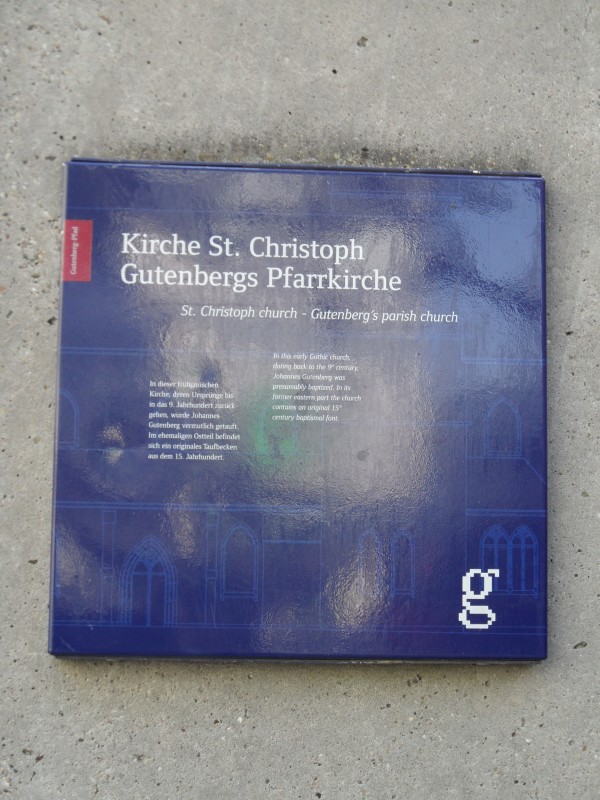 Gutenberg-Pfad
Kirche St. Christoph
Gutenbergs Pfarrkirche
St. Christoph church - Gutenberg's parish church
In dieser frühgotischen
Kirche, deren Ursprünge bis
in das 9. Jahrhundert zurück-
gehen, wurde Johannes
Gutenberg vermutlich getauft.
Im ehemaligen Ostteil befindet
sich ein originales Taufbecken
aus dem 15. Jahrhundert.
In this early Gothic church,
dating back to the 9th century,
Johannes Gutenberg was
presumably baptized. In its
former eastern part the church
contains an original 15th
century baptismal font.
g